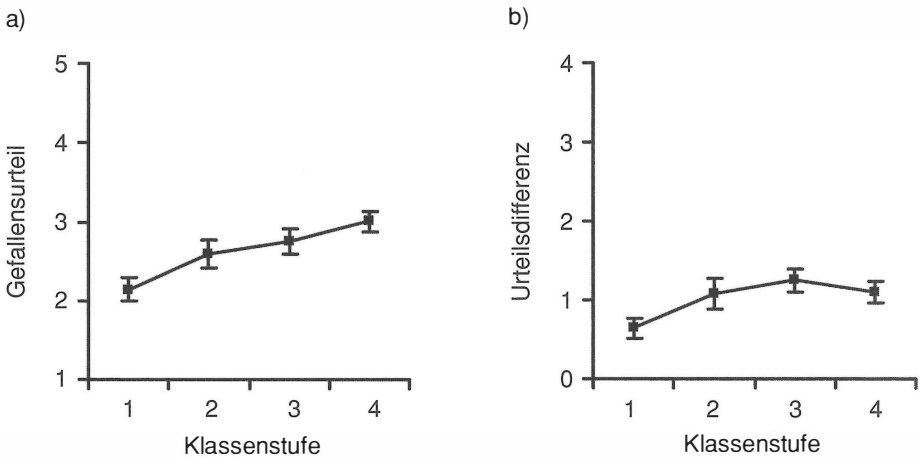 a)
5
4
3
2
1
Gefallensurteil
1 2 3 4
Klassenstufe
b)
4
3
2
1
0
Urteilsdifferenz
1 2 3 4
Klassenstufe